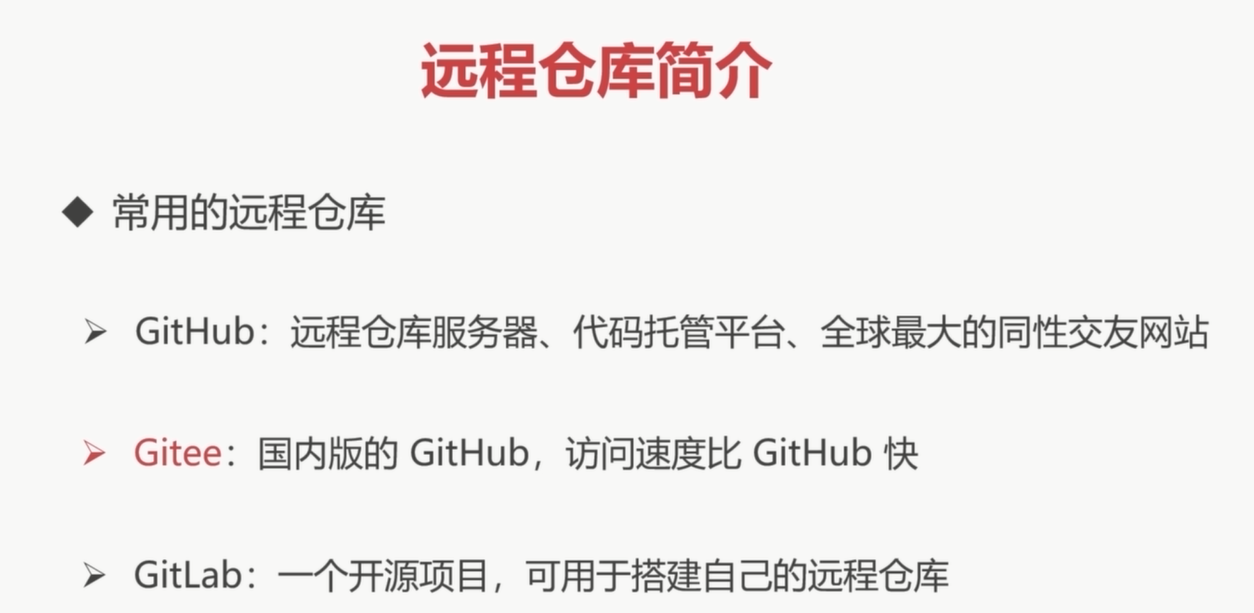 远程仓库简介
◆ 常用的远程仓库
➢ GitHub：远程仓库服务器、代码托管平台、全球最大的同性交友网站
➢ Gitee：国内版的 GitHub，访问速度比 GitHub 快
➢ GitLab：一个开源项目，可用于搭建自己的远程仓库